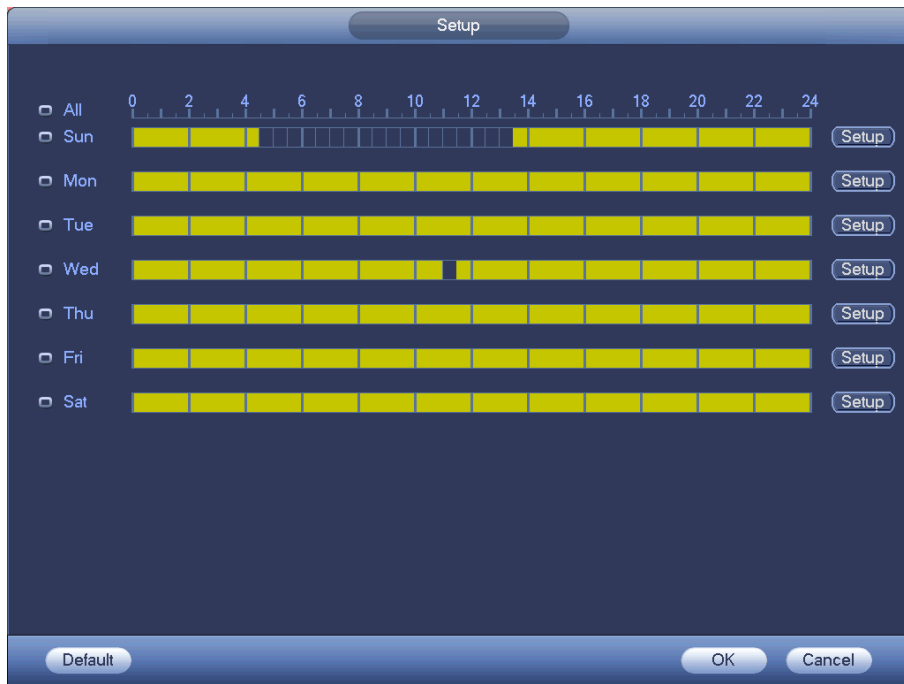 Setup
All 0 2 4 6 8 10 12 14 16 18 20 22 24
Sun Setup
Mon Setup
Tue Setup
Wed Setup
Thu Setup
Fri Setup
Sat Setup
Default OK Cancel